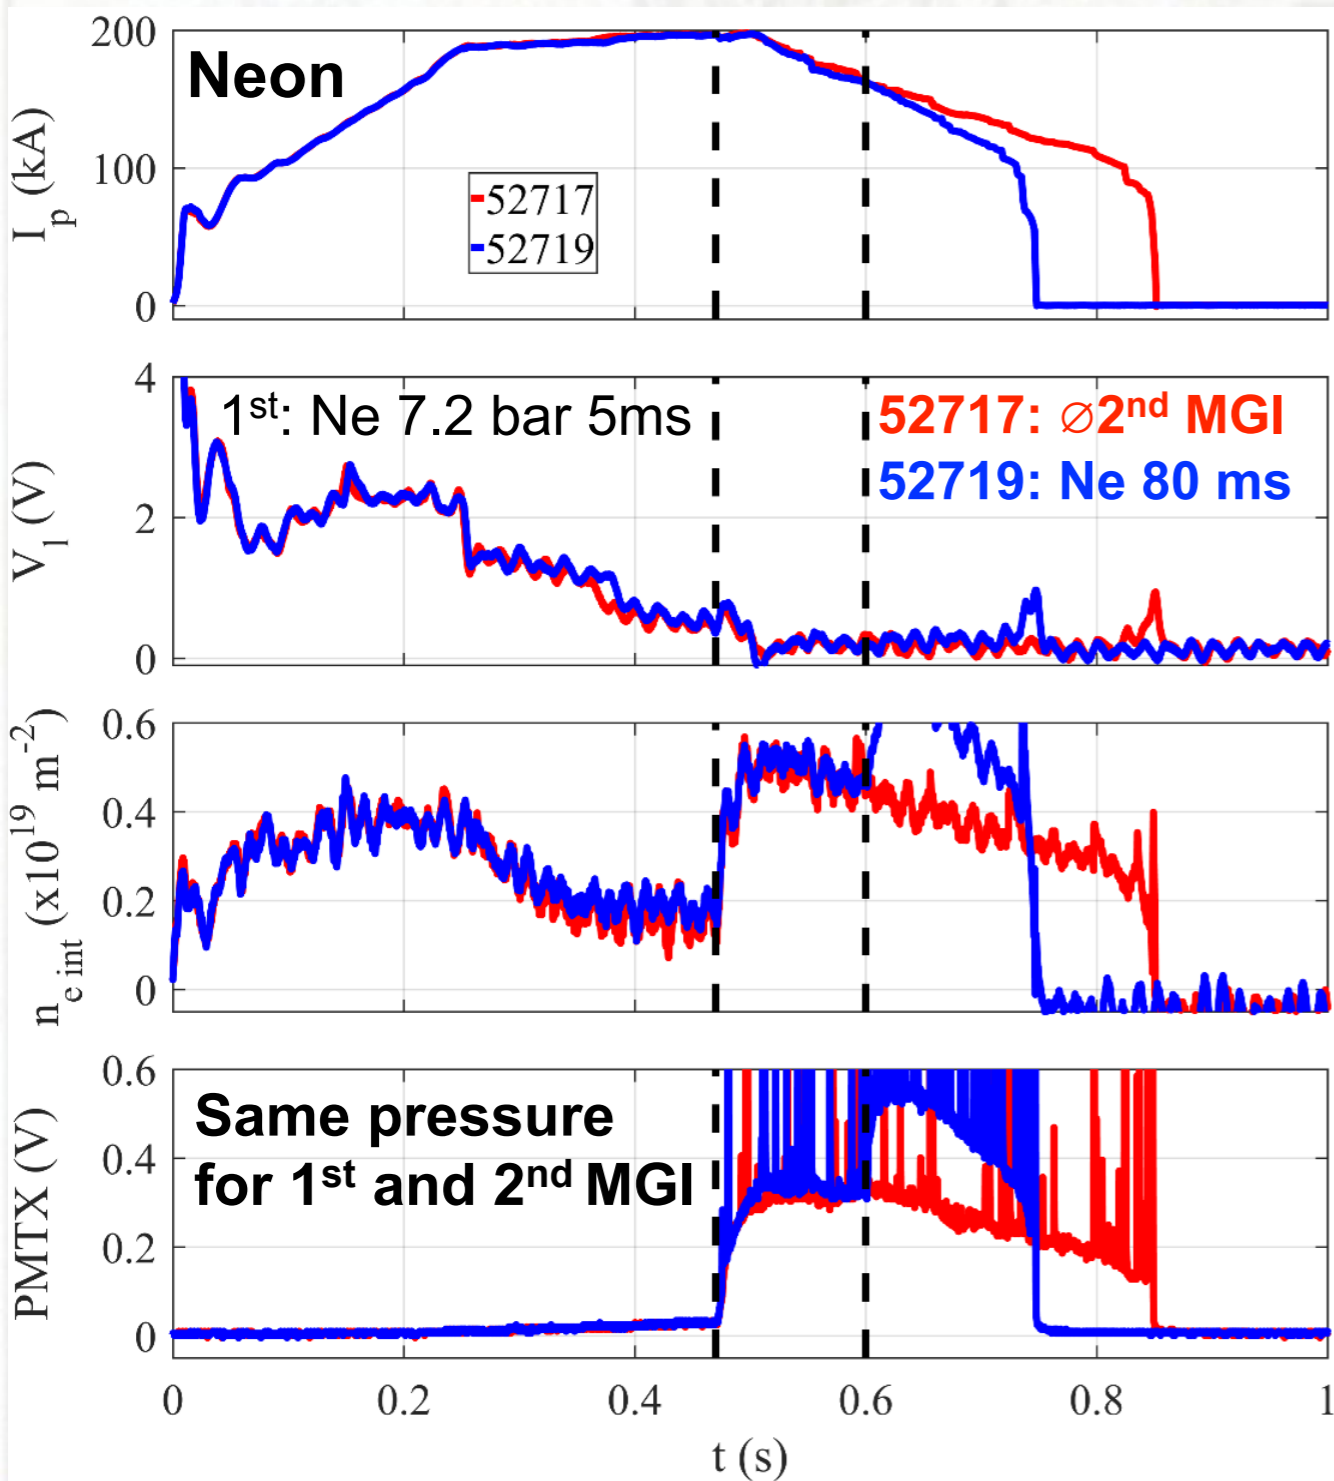 200
100
0
I_p (kA)
Neon
52717
52719
4
2
0
V_l (V)
1st: Ne 7.2 bar 5ms
52717: ∅2nd MGI
52719: Ne 80 ms
0.6
0.4
0.2
0
n_e int (x10^19 m^-2)
0.6
0.4
0.2
0
PMTX (V)
Same pressure
for 1st and 2nd MGI
0 0.2 0.4 0.6 0.8 1
t (s)